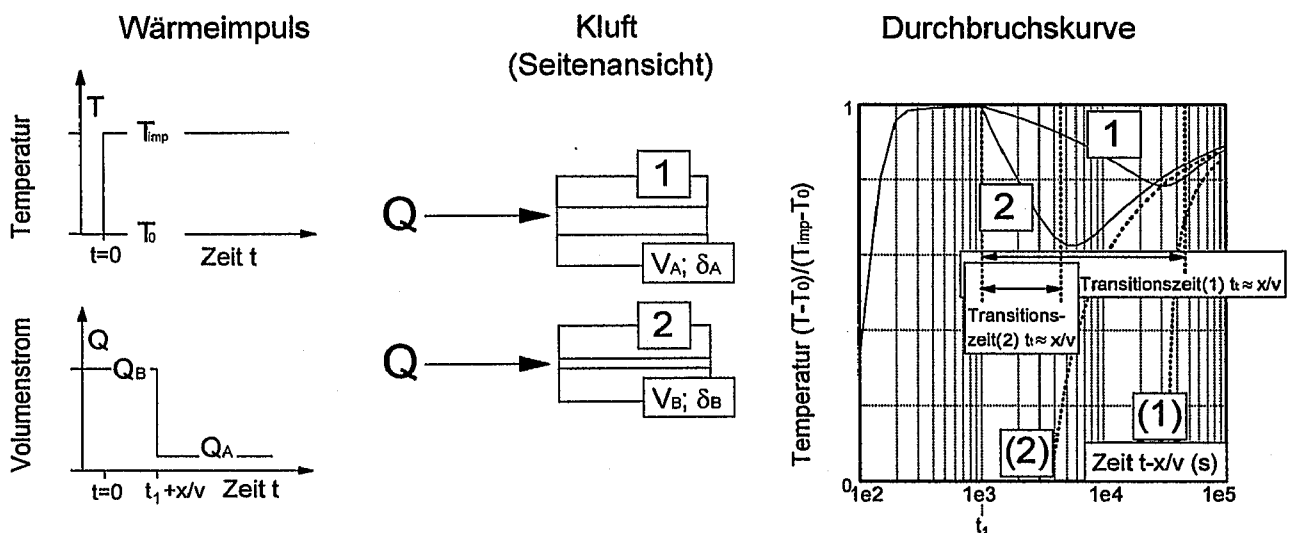 Wärmeimpuls
Temperatur
T
Timp
T0
t=0
Zeit t
Volumenstrom
Q
QB
QA
t=0
t1+x/v
Zeit t
Kluft
(Seitenansicht)
Q
1
VA; δA
Q
2
VB; δB
Durchbruchskurve
Temperatur (T-T0)/(Timp-T0)
1
1
2
Transitionszeit(1) tt≈ x/v
Transitions-
zeit(2) tt≈ x/v
(1)
(2)
Zeit t-x/v (s)
0
1e2
1e3
1e4
1e5
t1